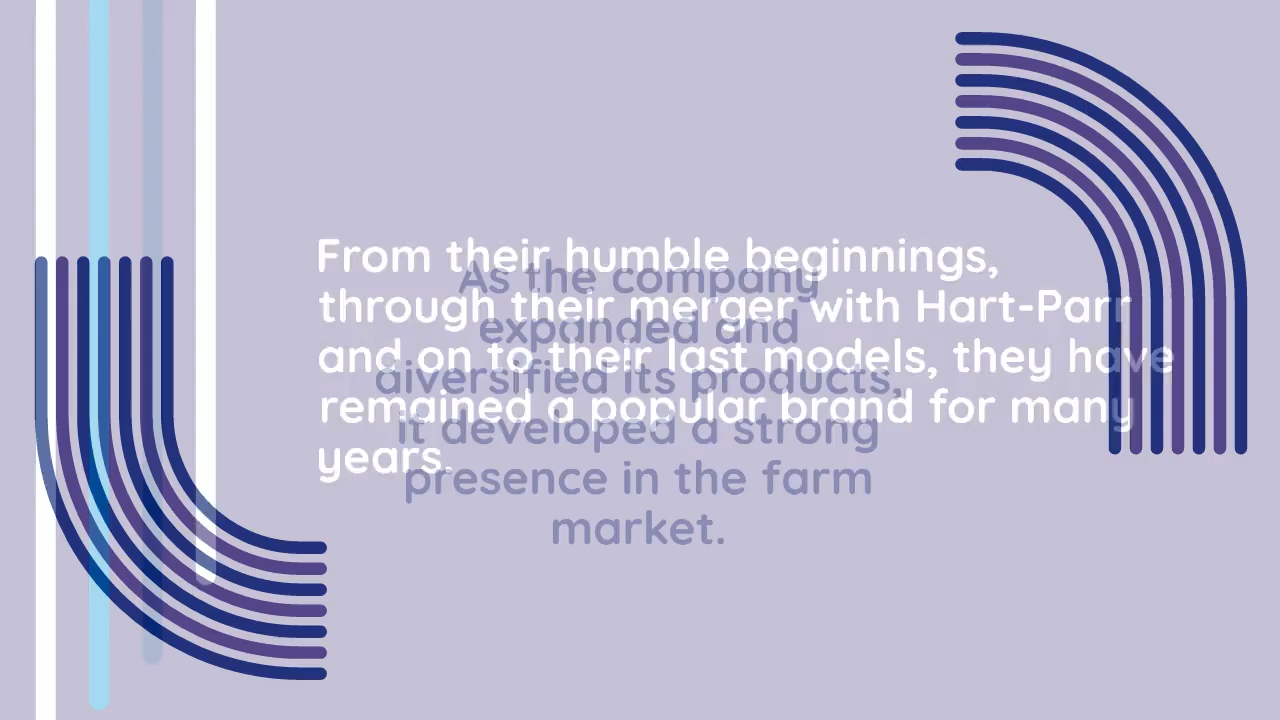 From their humble beginnings,
through their merger with Hart-Parr
and on to their last models, they have
remained a popular brand for many
years.
As the company
expanded and
diversified its products,
it developed a strong
presence in the farm
market.